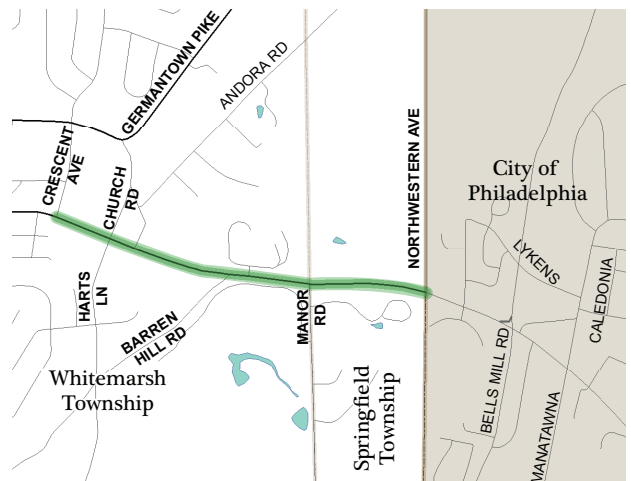 GERMANTOWN PIKE
ANDORA RD
CRESCENT
AVE
CHURCH
RD
NORTHWESTERN AVE
City of
Philadelphia
LYKENS
CALEDONIA
HARTS
LN
MANOR
RD
BARREN
HILL RD
BELLS MILL RD
Whitemarsh
Township
Springfield
Township
MANATAWNA